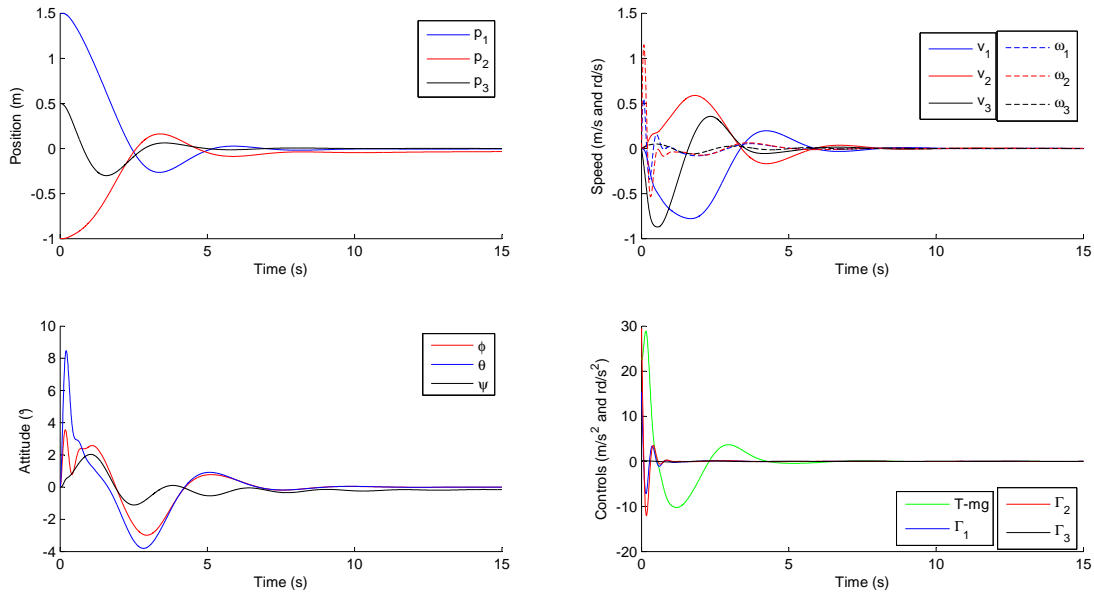 1.5
1
0.5
0
-0.5
-1
0
5
10
15
Position (m)
Time (s)
p1
p2
p3
1.5
1
0.5
0
-0.5
-1
0
5
10
15
Speed (m/s and rd/s)
Time (s)
v1
v2
v3
ω1
ω2
ω3
10
8
6
4
2
0
-2
-4
0
5
10
15
Attitude (°)
Time (s)
ϕ
θ
ψ
30
20
10
0
-10
-20
0
5
10
15
Controls (m/s² and rd/s²)
Time (s)
T-mg
Γ1
Γ2
Γ3